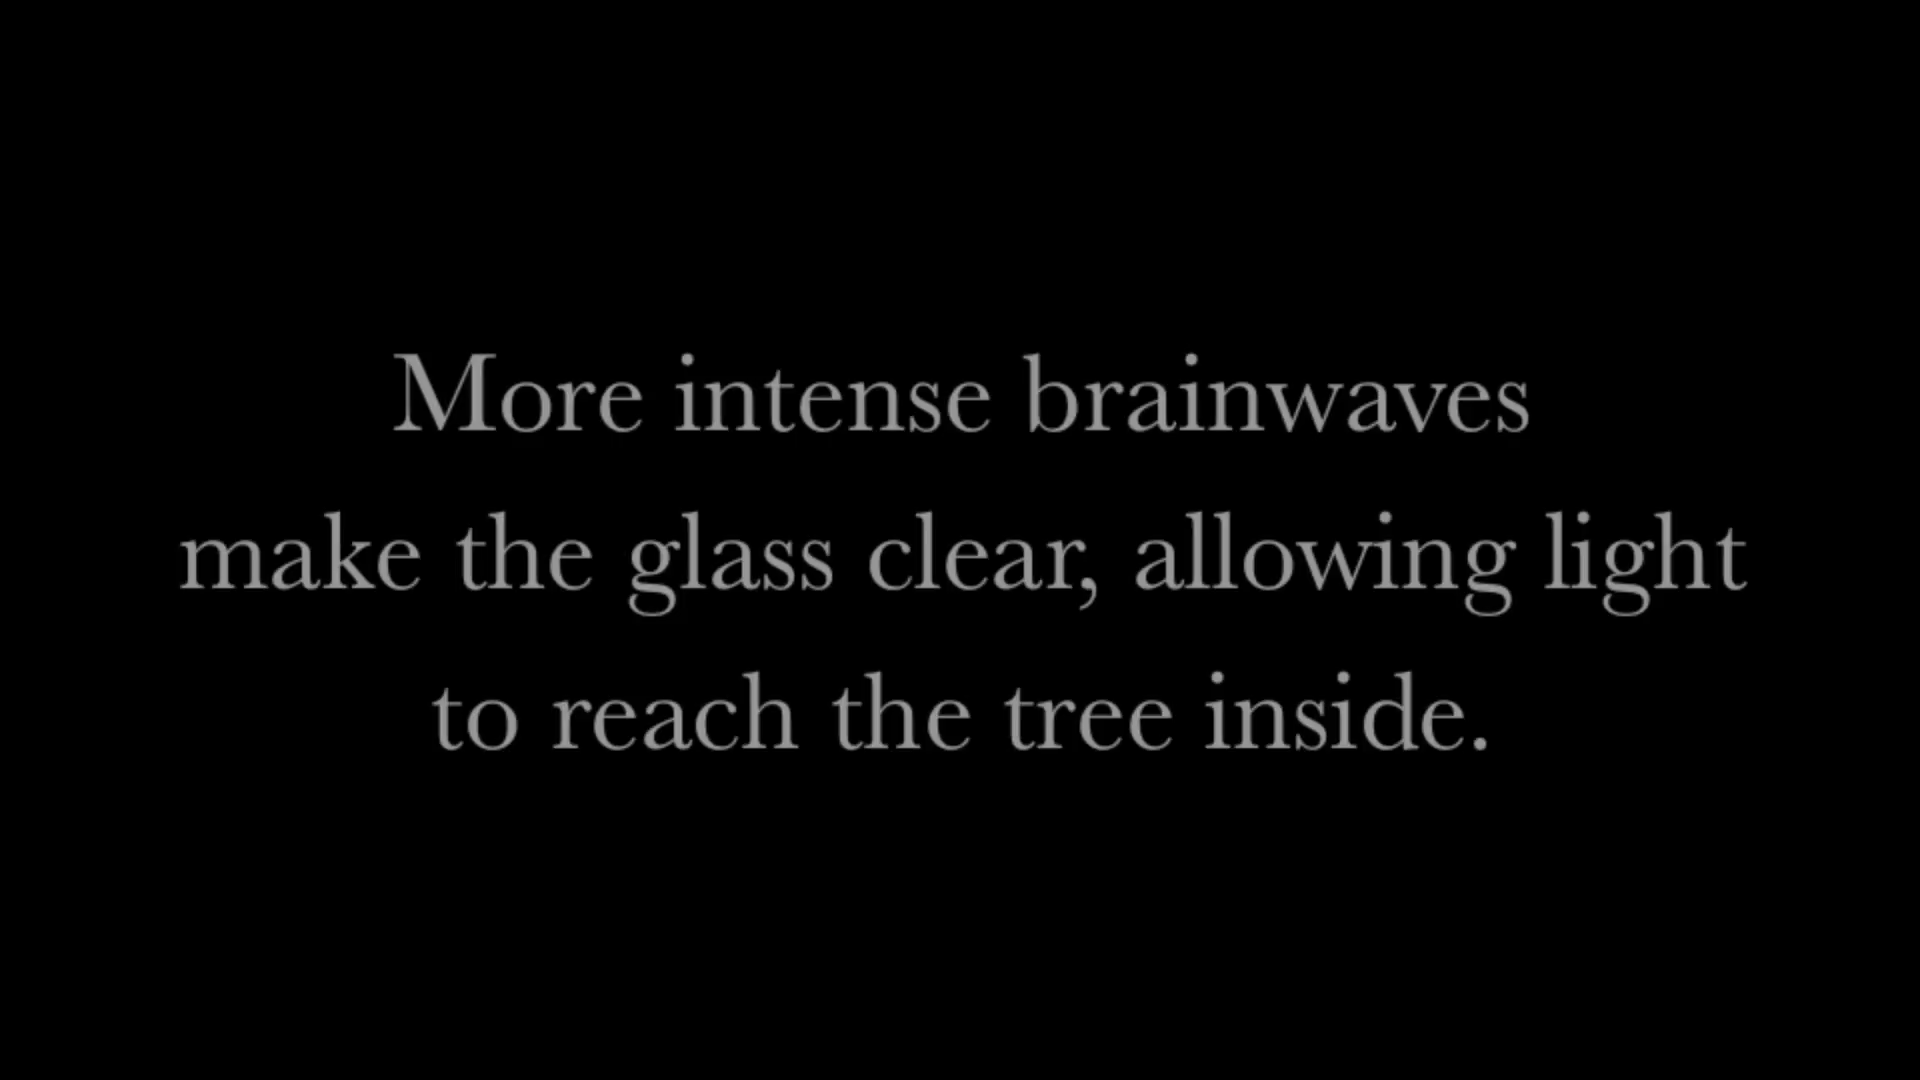 More intense brainwaves
make the glass clear, allowing light
to reach the tree inside.